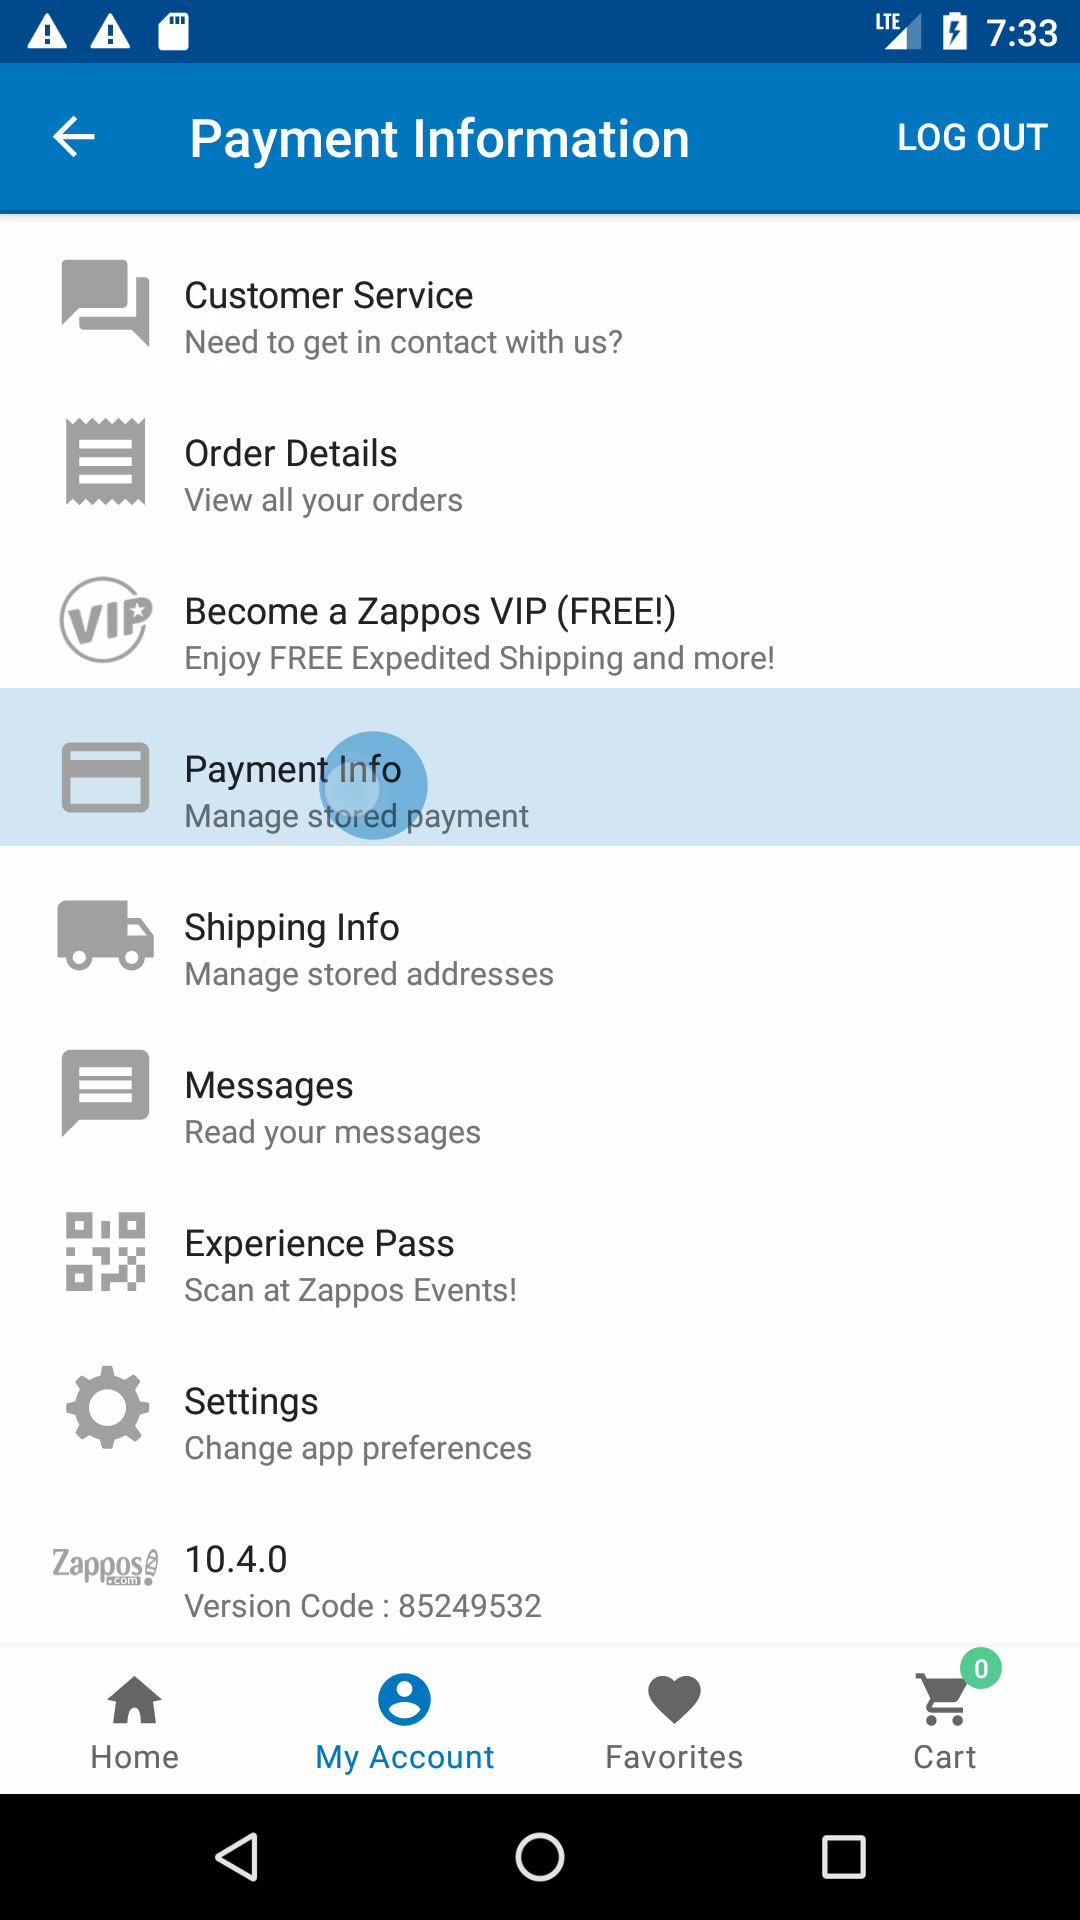 LTE 7:33
Payment Information LOG OUT
Customer Service
Need to get in contact with us?
Order Details
View all your orders
VIP
Become a Zappos VIP (FREE!)
Enjoy FREE Expedited Shipping and more!
Payment Info
Manage stored payment
Shipping Info
Manage stored addresses
Messages
Read your messages
Experience Pass
Scan at Zappos Events!
Settings
Change app preferences
Zappos
.com
10.4.0
Version Code : 85249532
0
Home My Account Favorites Cart